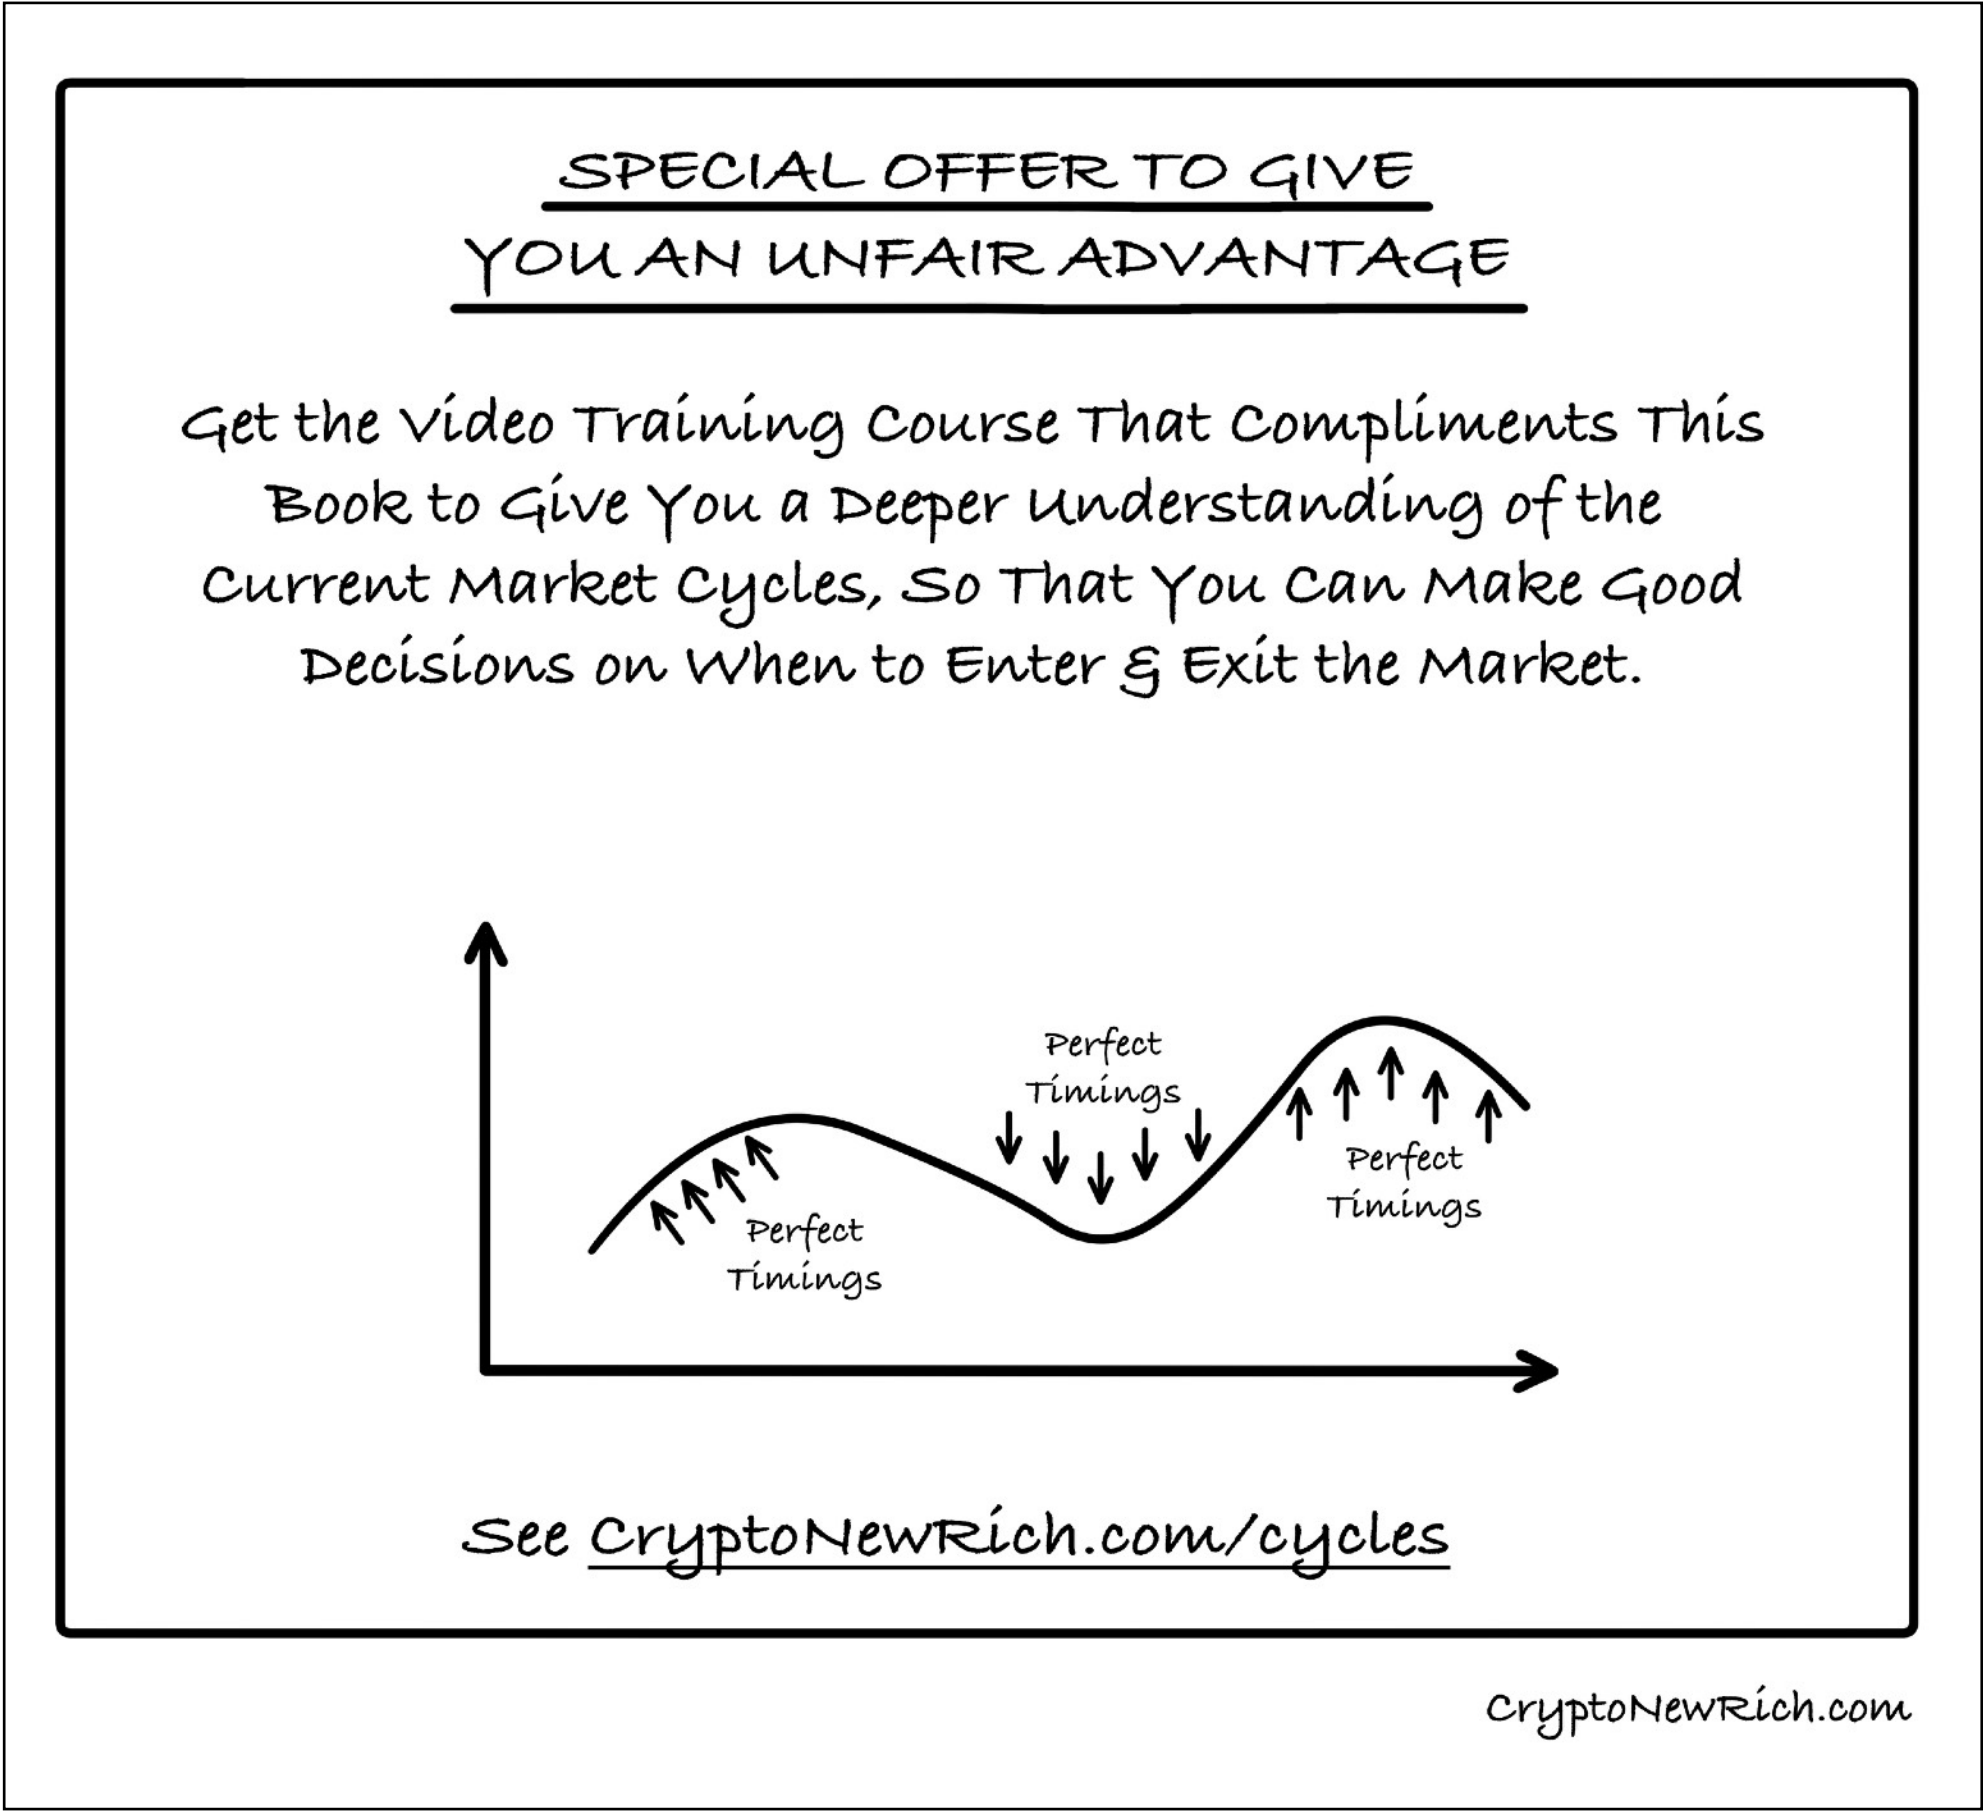 SPECIAL OFFER TO GIVE
YOU AN UNFAIR ADVANTAGE
Get the Video Training Course That Compliments This
Book to Give You a Deeper Understanding of the
Current Market Cycles, So That You Can Make Good
Decisions on When to Enter & Exit the Market.
Perfect
Timings
Perfect
Timings
Perfect
Timings
See CryptoNewRich.com/cycles
CryptoNewRich.com